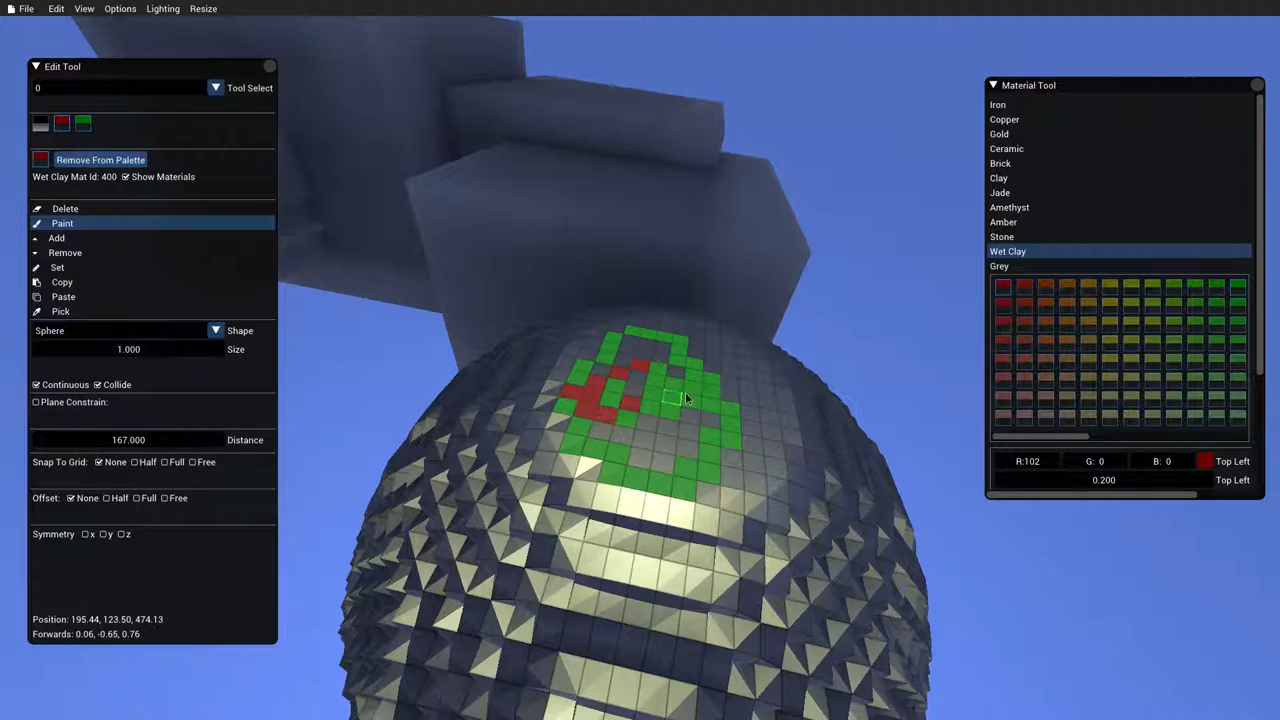 File Edit View Options Lighting Resize
Edit Tool
0 Tool Select
Remove From Palette
Wet Clay Mat Id: 400 Show Materials
Delete
Paint
Add
Remove
Set
Copy
Paste
Pick
Sphere Shape
1.000 Size
Continuous Collide
Plane Constrain:
167.000 Distance
Snap To Grid: None Half Full Free
Offset: None Half Full Free
Symmetry x y z
Position: 195.44, 123.50, 474.13
Forwards: 0.06, -0.65, 0.76
Material Tool
Iron
Copper
Gold
Ceramic
Brick
Clay
Jade
Amethyst
Amber
Stone
Wet Clay
Grey
R:102 G: 0 B: 0 Top Left
0.200 Top Left